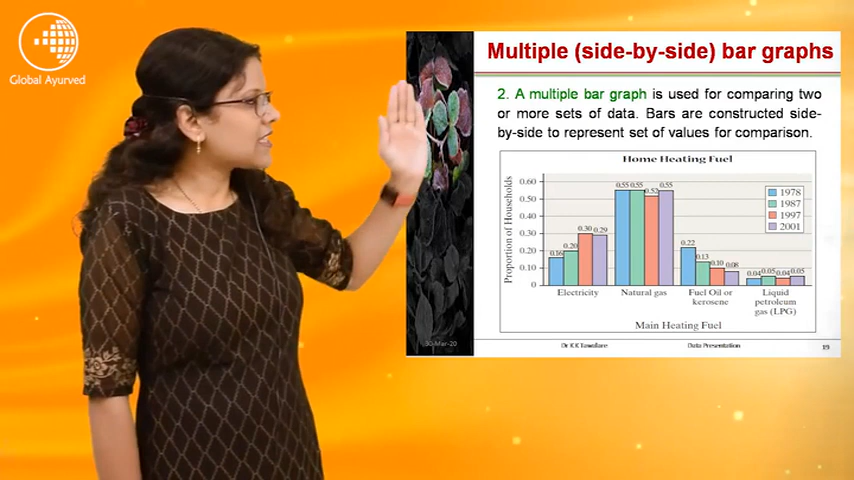 Global Ayurved
Multiple (side-by-side) bar graphs
2. A multiple bar graph is used for comparing two
or more sets of data. Bars are constructed side-
by-side to represent set of values for comparison.
Home Heating Fuel
Proportion of Households
0.60
0.50
0.40
0.30
0.20
0.10
0
0.16
0.20
0.30
0.29
0.55
0.55
0.52
0.55
0.22
0.13
0.10
0.08
0.04
0.05
0.04
0.05
1978
1987
1997
2001
Electricity
Natural gas
Fuel Oil or
kerosene
Liquid
petroleum
gas (LPG)
Main Heating Fuel
30-Mar-20
Dr K.K Tawalare
Data Presentation
19